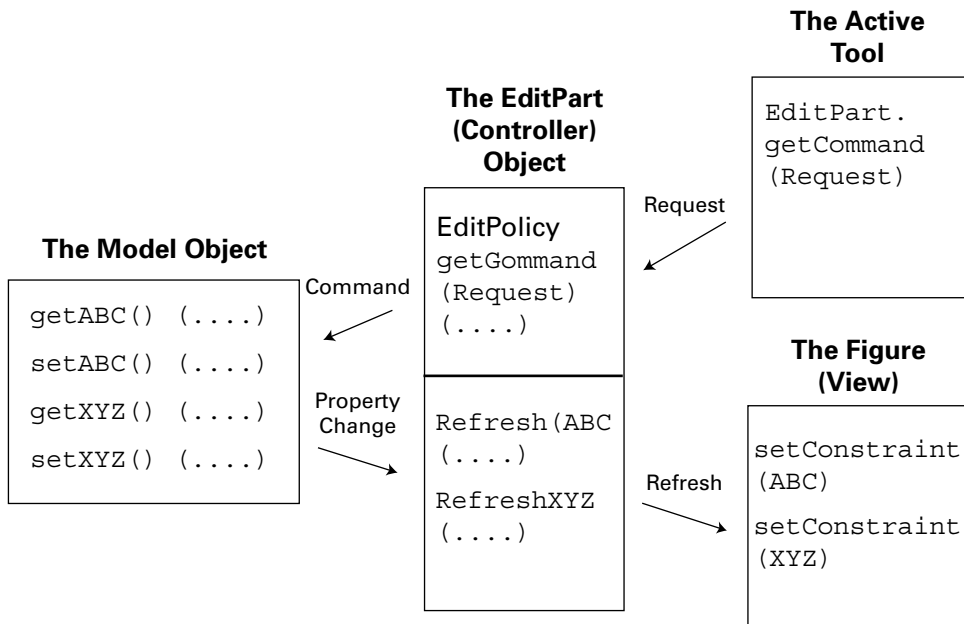 The Active
Tool
EditPart.
getCommand
(Request)
The EditPart
(Controller)
Object
Request
EditPolicy
getGommand
(Request)
(....)
The Model Object
Command
getABC() (....)
setABC() (....)
getXYZ() (....)
setXYZ() (....)
Property
Change
Refresh(ABC
(....)
RefreshXYZ
(....)
Refresh
The Figure
(View)
setConstraint
(ABC)
setConstraint
(XYZ)